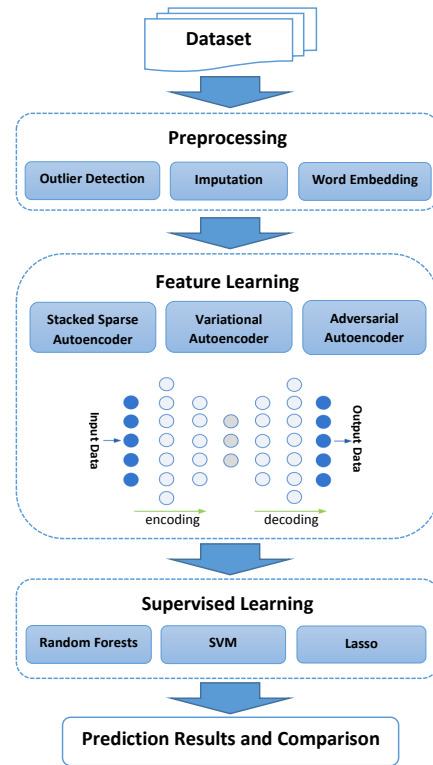 Dataset
Preprocessing
Outlier Detection
Imputation
Word Embedding
Feature Learning
Stacked Sparse
Autoencoder
Variational
Autoencoder
Adversarial
Autoencoder
Input Data
Output Data
encoding
decoding
Supervised Learning
Random Forests
SVM
Lasso
Prediction Results and Comparison